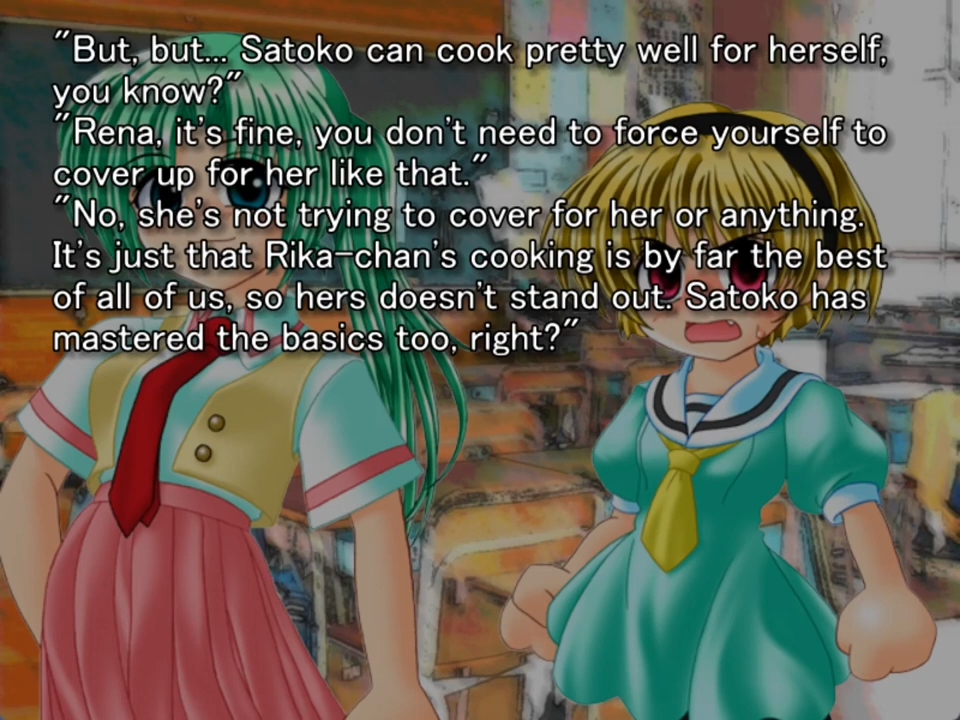 "But, but... Satoko can cook pretty well for herself,
you know?"
"Rena, it's fine, you don't need to force yourself to
cover up for her like that."
"No, she's not trying to cover for her or anything.
It's just that Rika-chan's cooking is by far the best
of all of us, so hers doesn't stand out. Satoko has
mastered the basics too, right?"